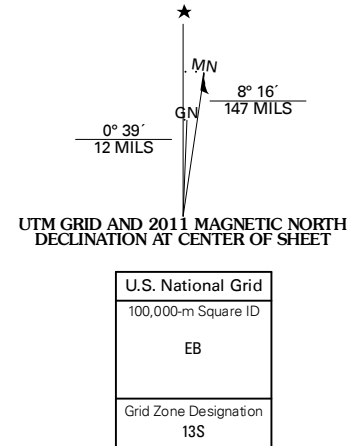 MN
8° 16´
147 MILS
GN
0° 39´
12 MILS
UTM GRID AND 2011 MAGNETIC NORTH
DECLINATION AT CENTER OF SHEET
U.S. National Grid
100,000-m Square ID
EB
Grid Zone Designation
13S